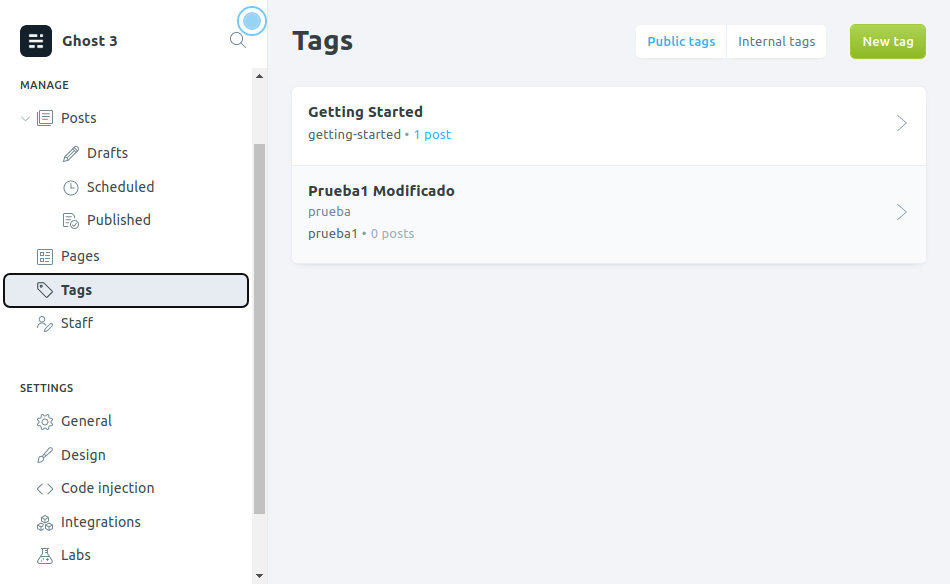 Ghost 3
MANAGE
Posts
Drafts
Scheduled
Published
Pages
Tags
Staff
SETTINGS
General
Design
Code injection
Integrations
Labs
Tags
Public tags
Internal tags
New tag
Getting Started
getting-started • 1 post
Prueba1 Modificado
prueba
prueba1 • 0 posts